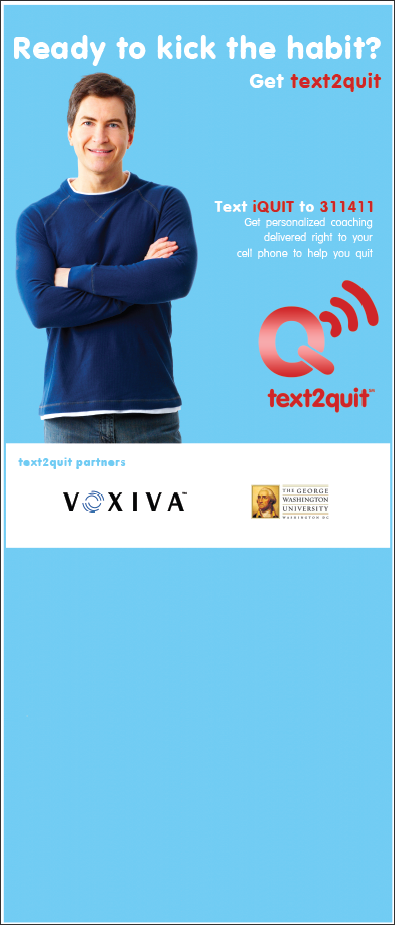 Ready to kick the habit?
Get text2quit
Text iQUIT to 311411
Get personalized coaching
delivered right to your
cell phone to help you quit
Q
text2quit
text2quit partners
VOXIVA™
THE GEORGE
WASHINGTON
UNIVERSITY
WASHINGTON DC